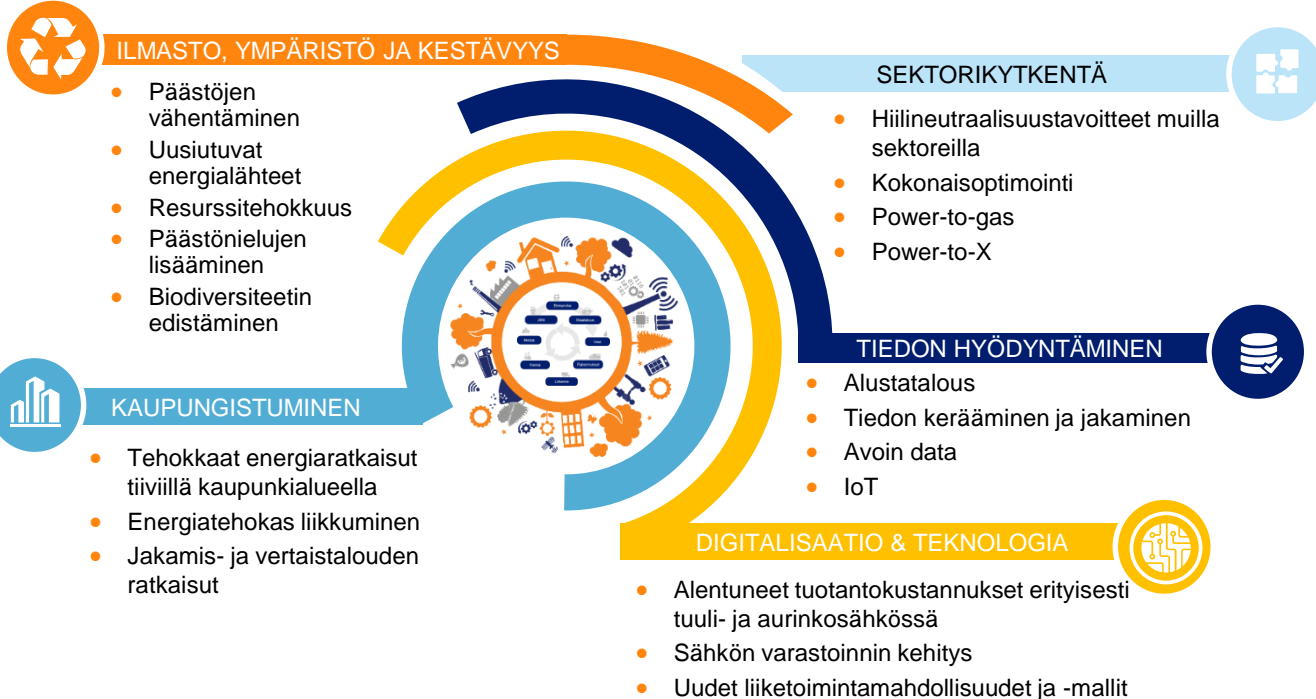 ILMASTO, YMPÄRISTÖ JA KESTÄVYYS
Päästöjen
vähentäminen
Uusiutuvat
energialähteet
Resurssitehokkuus
Päästönielujen
lisääminen
Biodiversiteetin
edistäminen
KAUPUNGISTUMINEN
Tehokkaat energiaratkaisut
tiiviillä kaupunkialueella
Energiatehokas liikkuminen
Jakamis- ja vertaistalouden
ratkaisut
SEKTORIKYTKENTÄ
Hiilineutraalisuustavoitteet muilla
sektoreilla
Kokonaisoptimointi
Power-to-gas
Power-to-X
TIEDON HYÖDYNTÄMINEN
Alustatalous
Tiedon kerääminen ja jakaminen
Avoin data
IoT
DIGITALISAATIO & TEKNOLOGIA
Alentuneet tuotantokustannukset erityisesti
tuuli- ja aurinkosähkössä
Sähkön varastoinnin kehitys
Uudet liiketoimintamahdollisuudet ja -mallit